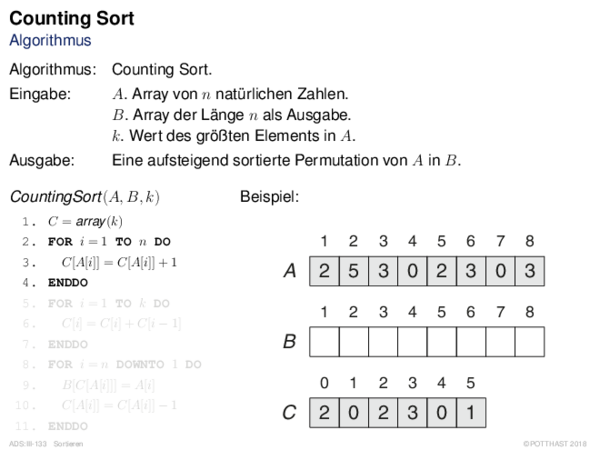 Counting Sort
Algorithmus
Algorithmus: Counting Sort.
Eingabe: A. Array von n natürlichen Zahlen.
B. Array der Länge n als Ausgabe.
k. Wert des größten Elements in A.
Ausgabe: Eine aufsteigend sortierte Permutation von A in B.
CountingSort(A, B, k) Beispiel:
1. C = array(k)
2. FOR i = 1 TO n DO
3. C[A[i]] = C[A[i]] + 1
4. ENDDO
5. FOR i = 1 TO k DO
6. C[i] = C[i] + C[i − 1]
7. ENDDO
8. FOR i = n DOWNTO 1 DO
9. B[C[A[i]]] = A[i]
10. C[A[i]] = C[A[i]] − 1
11. ENDDO
1 2 3 4 5 6 7 8
A 2 5 3 0 2 3 0 3
1 2 3 4 5 6 7 8
B
0 1 2 3 4 5
C 2 0 2 3 0 1
ADS:III-133 Sortieren ©POTTHAST 2018